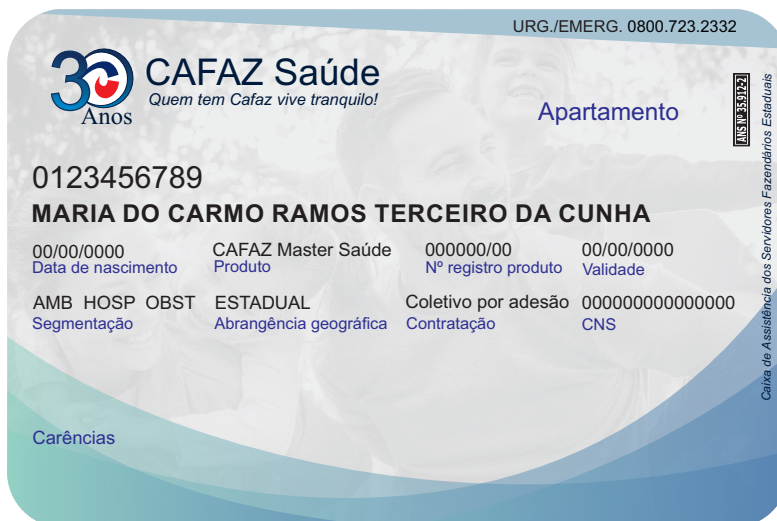 URG./EMERG. 0800.723.2332
30
Anos
CAFAZ Saúde
Quem tem Cafaz vive tranquilo!
Apartamento
ANS Nº 35.912-2
Caixa de Assistência dos Servidores Fazendários Estaduais
0123456789
MARIA DO CARMO RAMOS TERCEIRO DA CUNHA
00/00/0000 CAFAZ Master Saúde 000000/00 00/00/0000
Data de nascimento Produto Nº registro produto Validade
AMB HOSP OBST ESTADUAL Coletivo por adesão 000000000000000
Segmentação Abrangência geográfica Contratação CNS
Carências